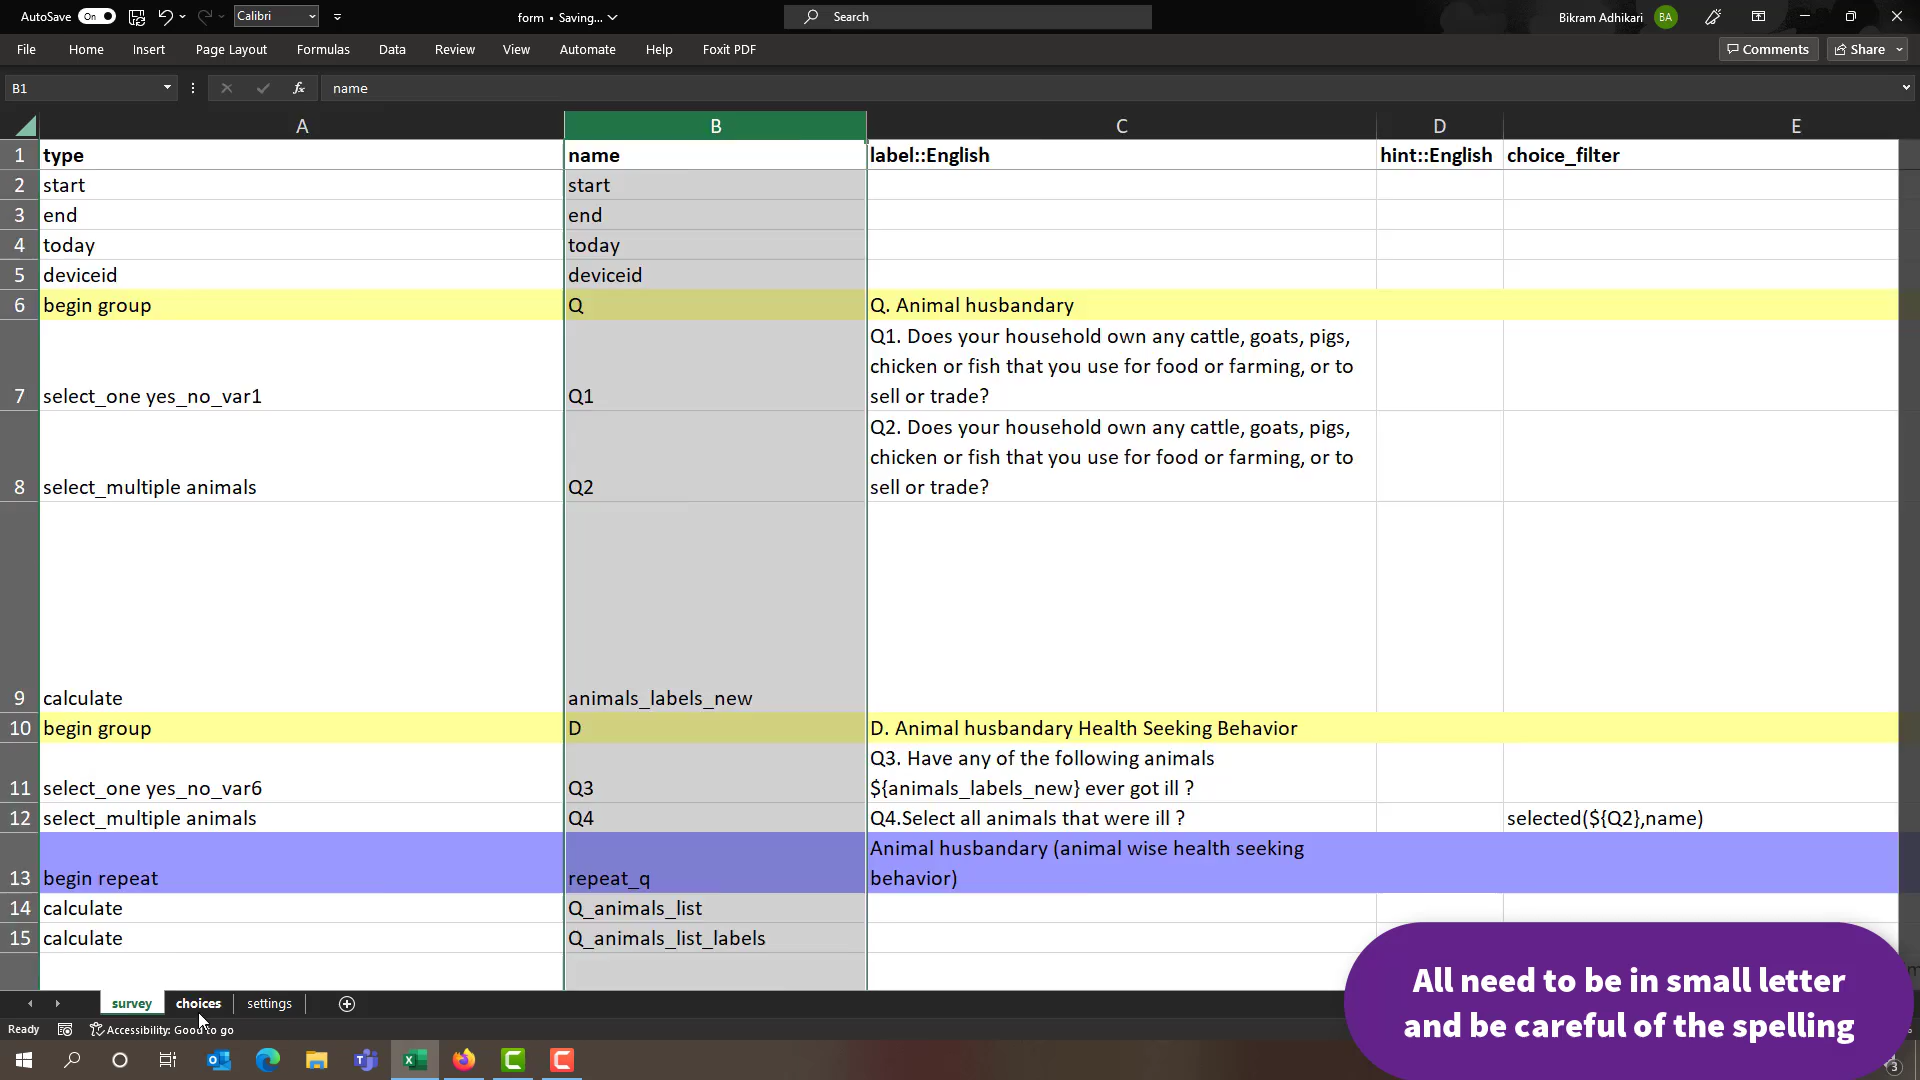 AutoSave On Calibri form • Saving... Search Bikram Adhikari BA
File Home Insert Page Layout Formulas Data Review View Automate Help Foxit PDF Comments Share
B1 fx name
A B C D E
1 type name label::English hint::English choice_filter
2 start start
3 end end
4 today today
5 deviceid deviceid
6 begin group Q Q. Animal husbandary
Q1. Does your household own any cattle, goats, pigs,
chicken or fish that you use for food or farming, or to
7 select_one yes_no_var1 Q1 sell or trade?
Q2. Does your household own any cattle, goats, pigs,
chicken or fish that you use for food or farming, or to
8 select_multiple animals Q2 sell or trade?
9 calculate animals_labels_new
10 begin group D D. Animal husbandary Health Seeking Behavior
Q3. Have any of the following animals
11 select_one yes_no_var6 Q3 ${animals_labels_new} ever got ill ?
12 select_multiple animals Q4 Q4.Select all animals that were ill ? selected(${Q2},name)
Animal husbandary (animal wise health seeking
13 begin repeat repeat_q behavior)
14 calculate Q_animals_list
15 calculate Q_animals_list_labels
All need to be in small letter
and be careful of the spelling
survey choices settings
Ready Accessibility: Good to go
3